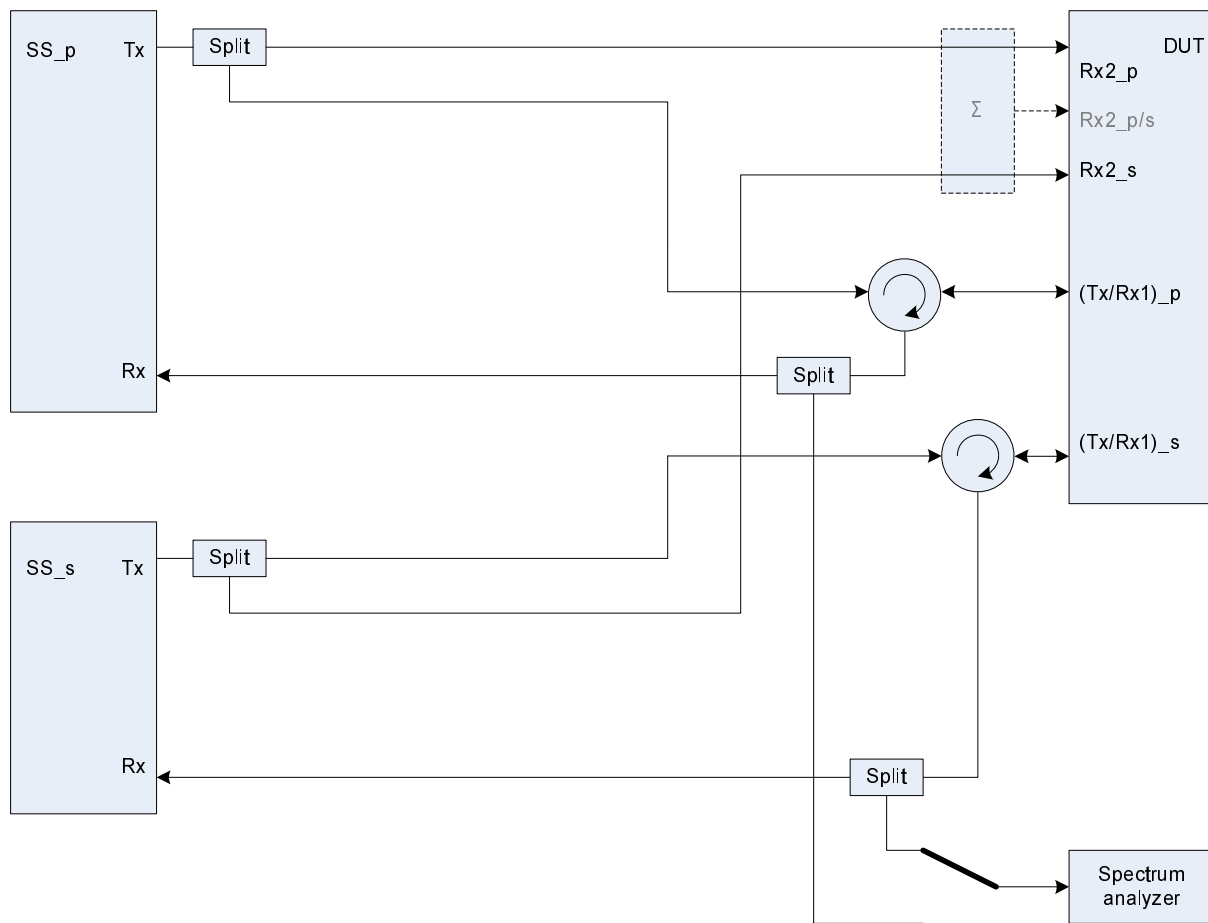 SS_p
Tx
Split
Σ
DUT
Rx2_p
Rx2_p/s
Rx2_s
(Tx/Rx1)_p
Rx
Split
(Tx/Rx1)_s
SS_s
Tx
Split
Rx
Split
Spectrum
analyzer